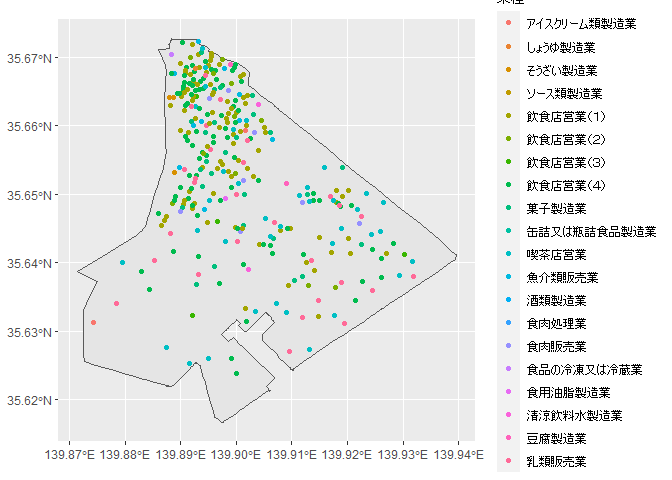 業種
アイスクリーム類製造業
しょうゆ製造業
そうざい製造業
ソース類製造業
飲食店営業(1)
飲食店営業(2)
飲食店営業(3)
飲食店営業(4)
菓子製造業
缶詰又は瓶詰食品製造業
喫茶店営業
魚介類販売業
酒類製造業
食肉処理業
食肉販売業
食品の冷凍又は冷蔵業
食用油脂製造業
清涼飲料水製造業
豆腐製造業
乳類販売業
35.67°N
35.66°N
35.65°N
35.64°N
35.63°N
35.62°N
139.87°E 139.88°E 139.89°E 139.90°E 139.91°E 139.92°E 139.93°E 139.94°E